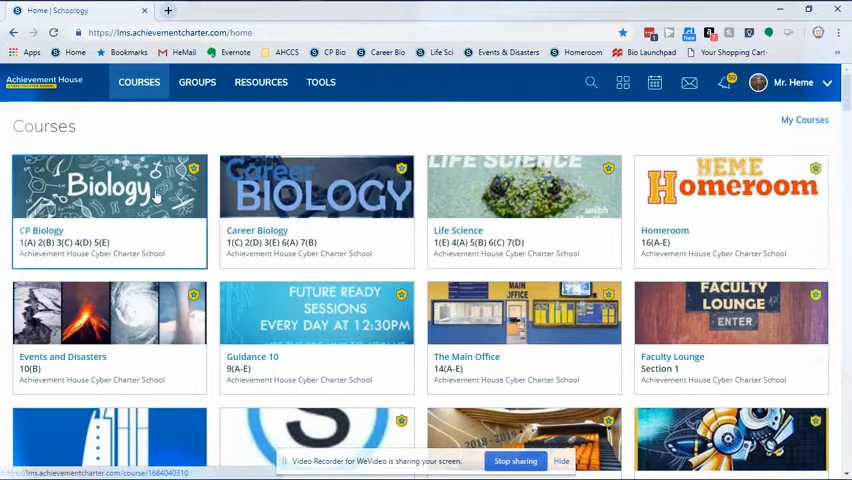 Home | Schoology
https://lms.achievementcharter.com/home
Apps Home Bookmarks HeMail Evernote AHCCS CP Bio Career Bio Life Sci Events & Disasters Homeroom Bio Launchpad Your Shopping Cart-
Achievement House
COURSES GROUPS RESOURCES TOOLS
50
Mr. Heme
Courses
My Courses
Biology
Career
BIOLOGY
LIFE SCIENCE
HEME
Homeroom
CP Biology
1(A) 2(B) 3(C) 4(D) 5(E)
Achievement House Cyber Charter School
Career Biology
1(C) 2(D) 3(E) 6(A) 7(B)
Achievement House Cyber Charter School
Life Science
1(E) 4(A) 5(B) 6(C) 7(D)
Achievement House Cyber Charter School
Homeroom
16(A-E)
Achievement House Cyber Charter School
FUTURE READY
SESSIONS
EVERY DAY AT 12:30PM
MAIN
OFFICE
FACULTY
LOUNGE
ENTER
Events and Disasters
10(B)
Achievement House Cyber Charter School
Guidance 10
9(A-E)
Achievement House Cyber Charter School
The Main Office
14(A-E)
Achievement House Cyber Charter School
Faculty Lounge
Section 1
Achievement House Cyber Charter School
S
2018-2019
Video Recorder for WeVideo is sharing your screen.
Stop sharing
Hide
https://lms.achievementcharter.com/course/1684040310